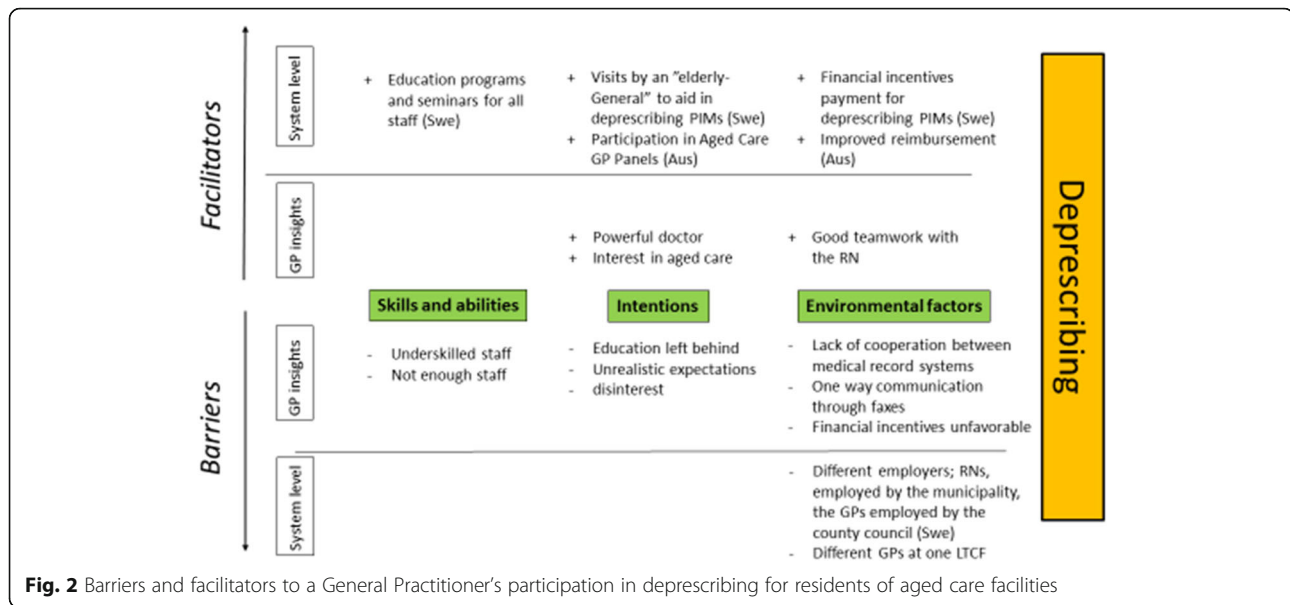 Facilitators
System level
+ Education programs
and seminars for all
staff (Swe)
+ Visits by an "elderly-
General" to aid in
deprescribing PIMs (Swe)
+ Participation in Aged Care
GP Panels (Aus)
+ Financial incentives
payment for
deprescribing PIMs (Swe)
+ Improved reimbursement
(Aus)
GP insights
+ Powerful doctor
+ Interest in aged care
+ Good teamwork with
the RN
Skills and abilities
Intentions
Environmental factors
Barriers
GP insights
- Underskilled staff
- Not enough staff
- Education left behind
- Unrealistic expectations
- disinterest
- Lack of cooperation between
medical record systems
- One way communication
through faxes
- Financial incentives unfavorable
System level
- Different employers; RNs,
employed by the municipality,
the GPs employed by the
county council (Swe)
- Different GPs at one LTCF
Deprescribing
Fig. 2 Barriers and facilitators to a General Practitioner's participation in deprescribing for residents of aged care facilities